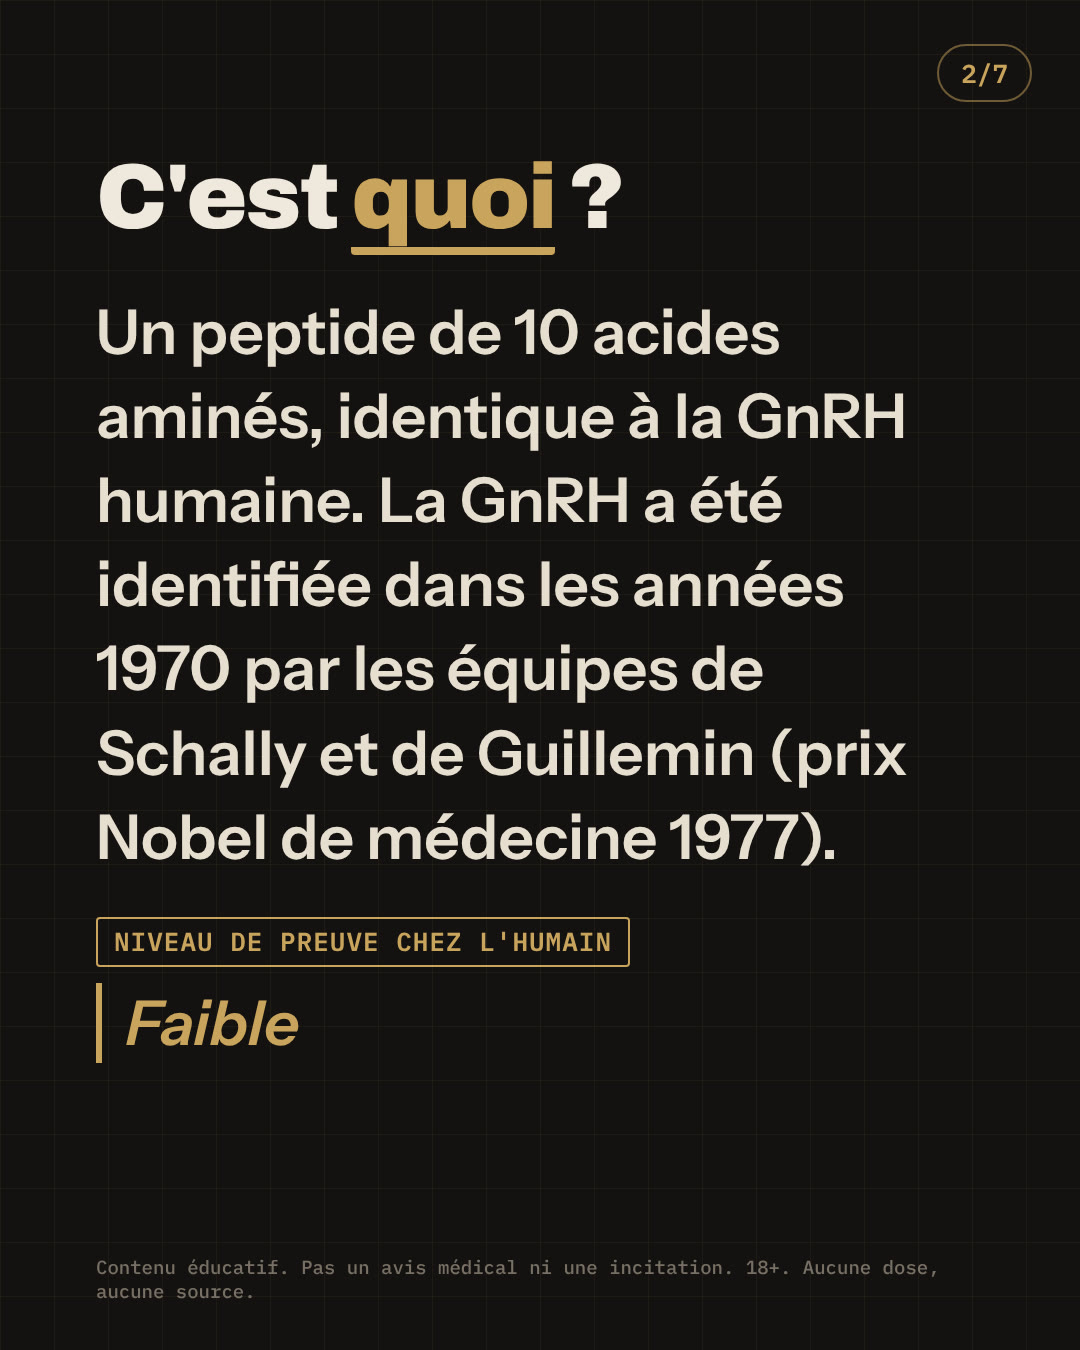 2/7
C'est quoi ?
Un peptide de 10 acides
aminés, identique à la GnRH
humaine. La GnRH a été
identifiée dans les années
1970 par les équipes de
Schally et de Guillemin (prix
Nobel de médecine 1977).
NIVEAU DE PREUVE CHEZ L'HUMAIN
Faible
Contenu éducatif. Pas un avis médical ni une incitation. 18+. Aucune dose,
aucune source.